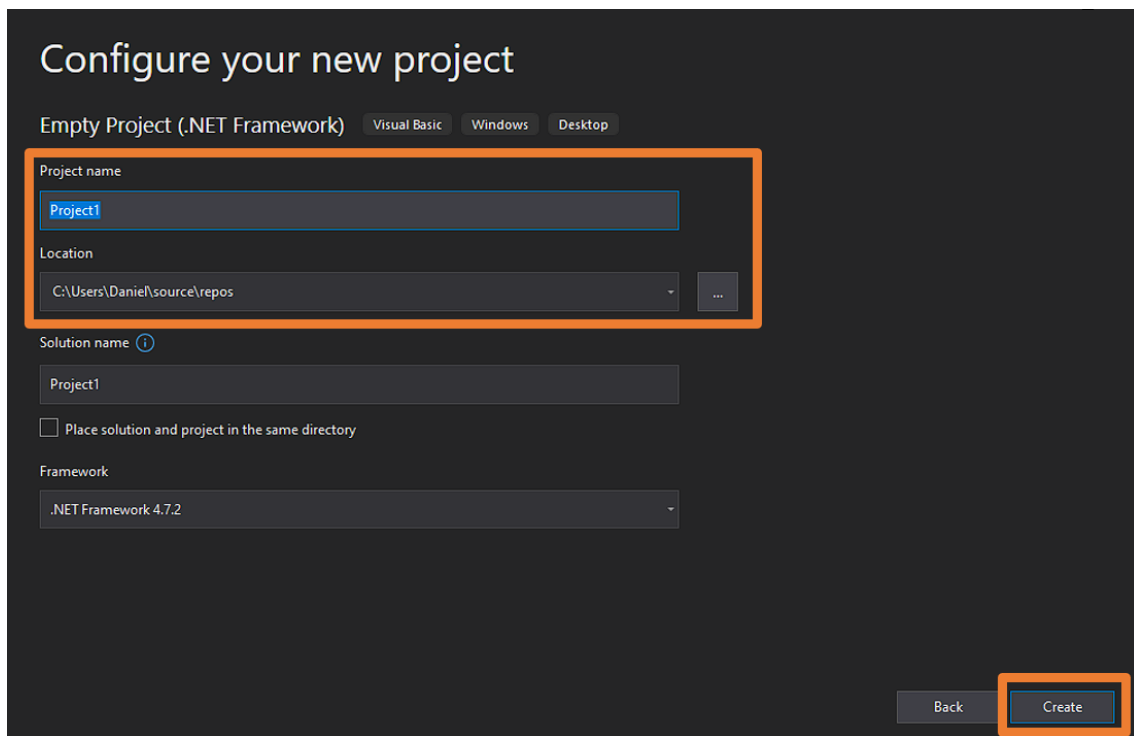 Configure your new project
Empty Project (.NET Framework) Visual Basic Windows Desktop
Project name
Project1
Location
C:\Users\Daniel\source\repos
...
Solution name
Project1
Place solution and project in the same directory
Framework
.NET Framework 4.7.2
Back Create